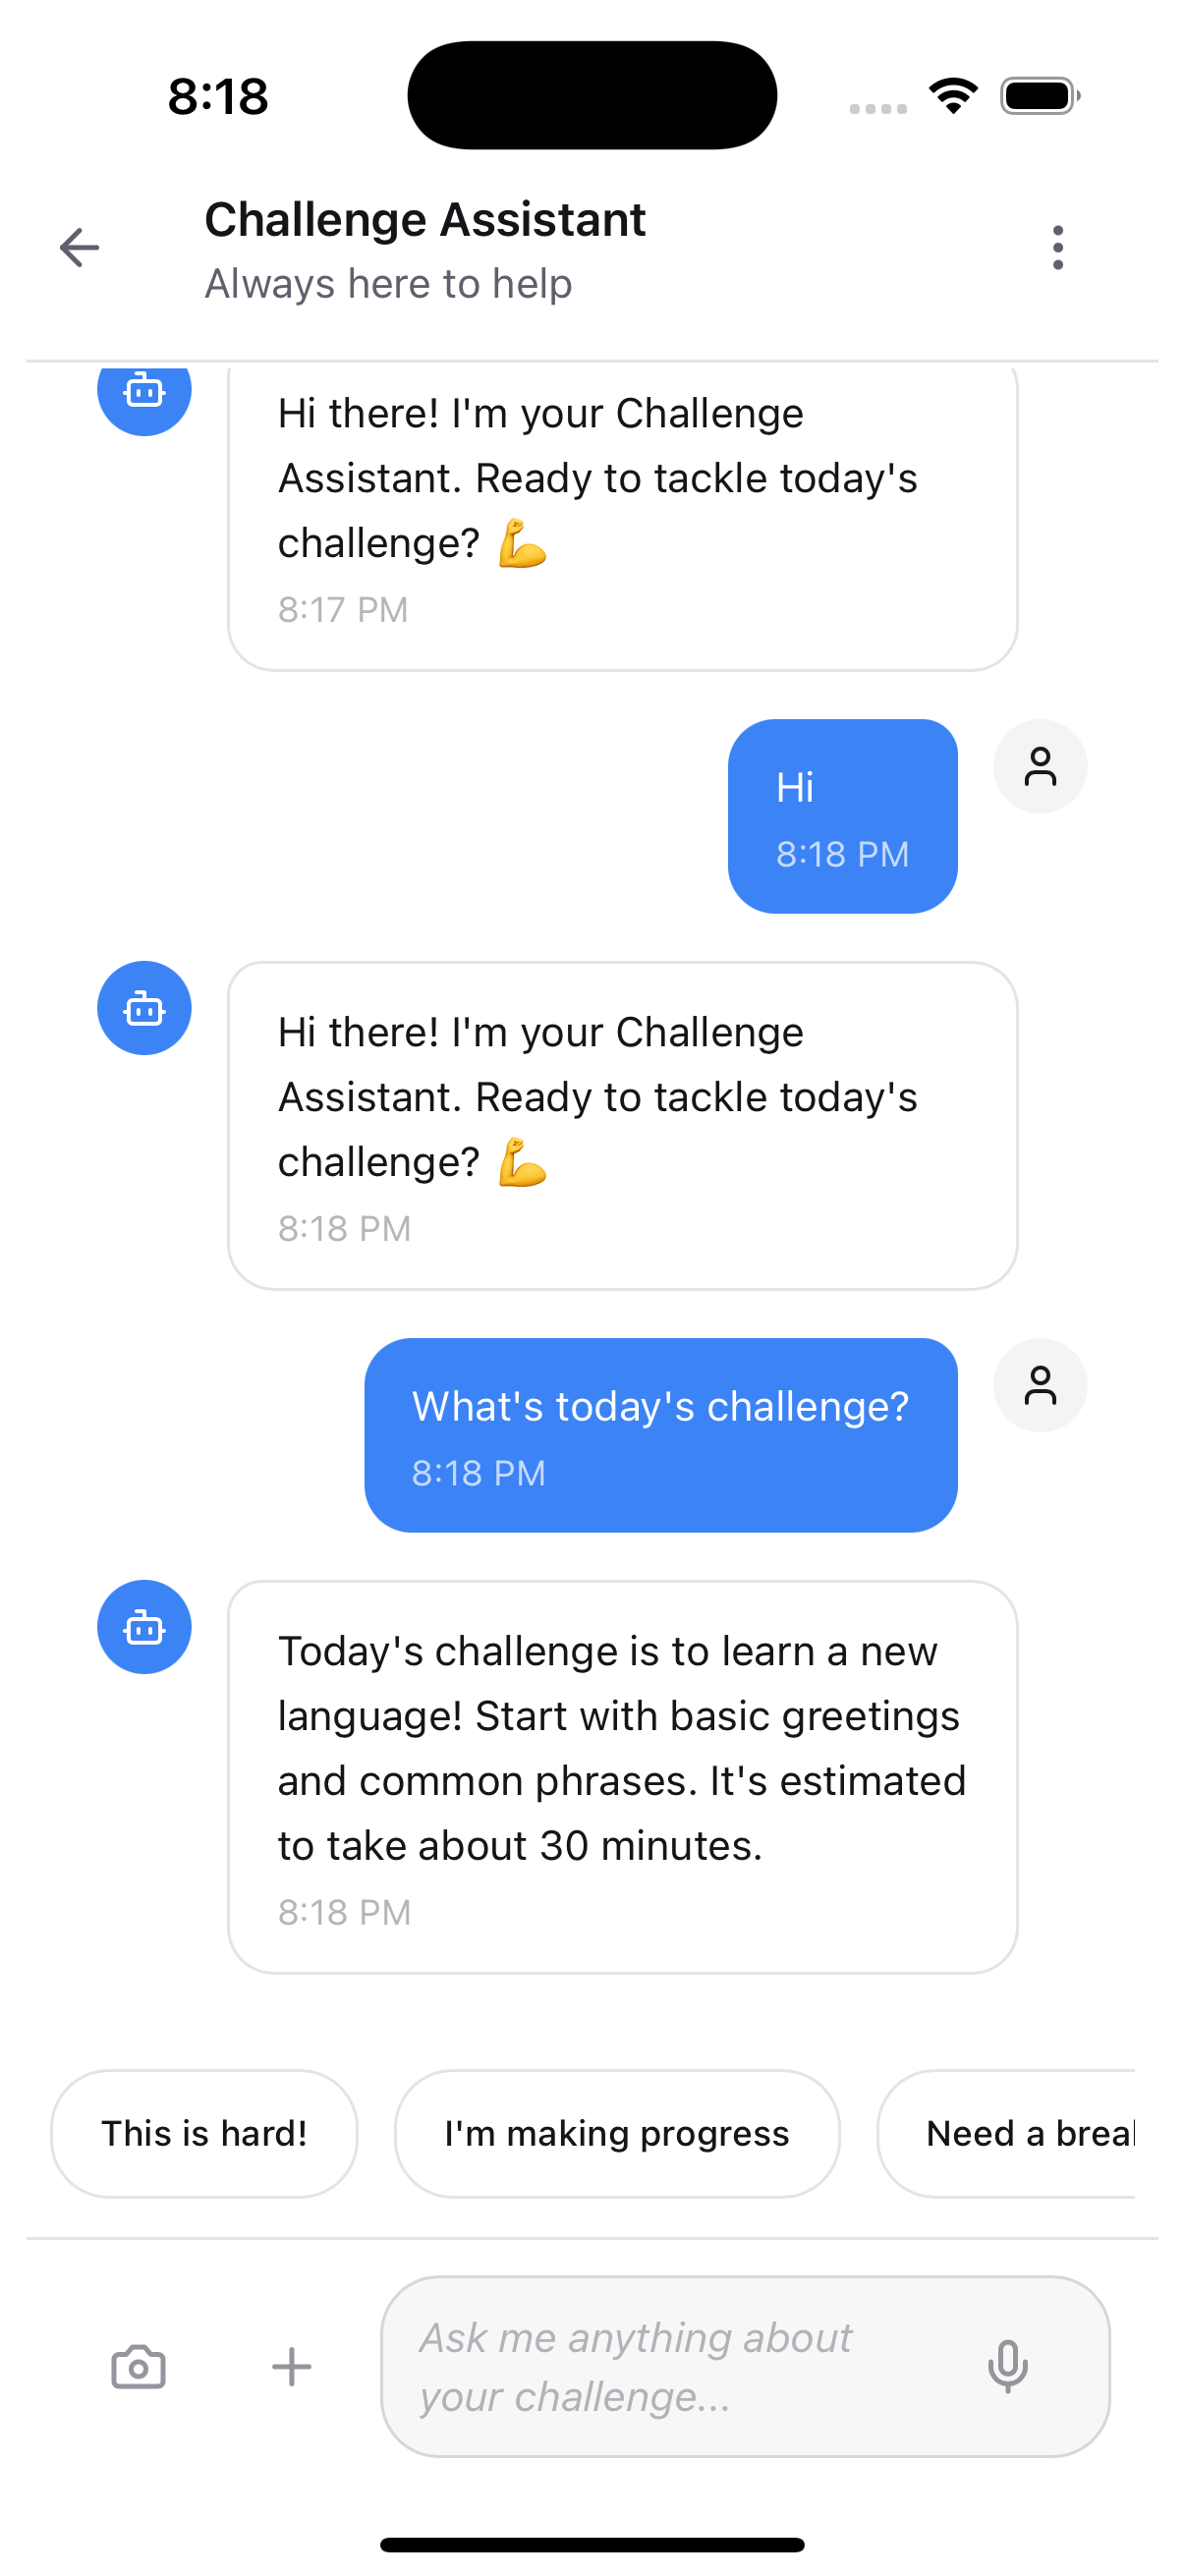 8:18
Challenge Assistant
Always here to help
Hi there! I'm your Challenge
Assistant. Ready to tackle today's
challenge? 💪
8:17 PM
Hi
8:18 PM
Hi there! I'm your Challenge
Assistant. Ready to tackle today's
challenge? 💪
8:18 PM
What's today's challenge?
8:18 PM
Today's challenge is to learn a new
language! Start with basic greetings
and common phrases. It's estimated
to take about 30 minutes.
8:18 PM
This is hard!
I'm making progress
Need a
Ask me anything about
your challenge...